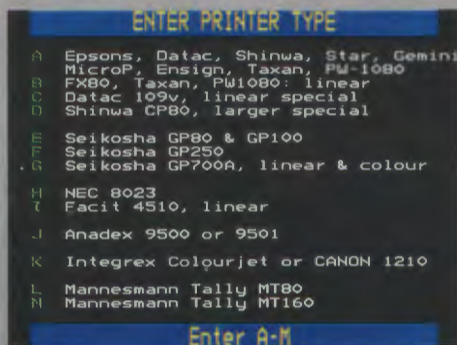 ENTER PRINTER TYPE
A Epsons, Datac, Shinwa, Star, Gemini
MicroP, Ensign, Taxan, PW-1080
B FX80, Taxan, PW1080: linear
C Datac 109v, linear special
D Shinwa CP80, larger special
E Seikosha GP80 & GP100
F Seikosha GP250
G Seikosha GP700A, linear & colour
H NEC 8023
I Facit 4510, linear
J Anadex 9500 or 9501
K Integrex Colourjet or CANON 1210
L Mannesmann Tally MT80
M Mannesmann Tally MT160
Enter A-M